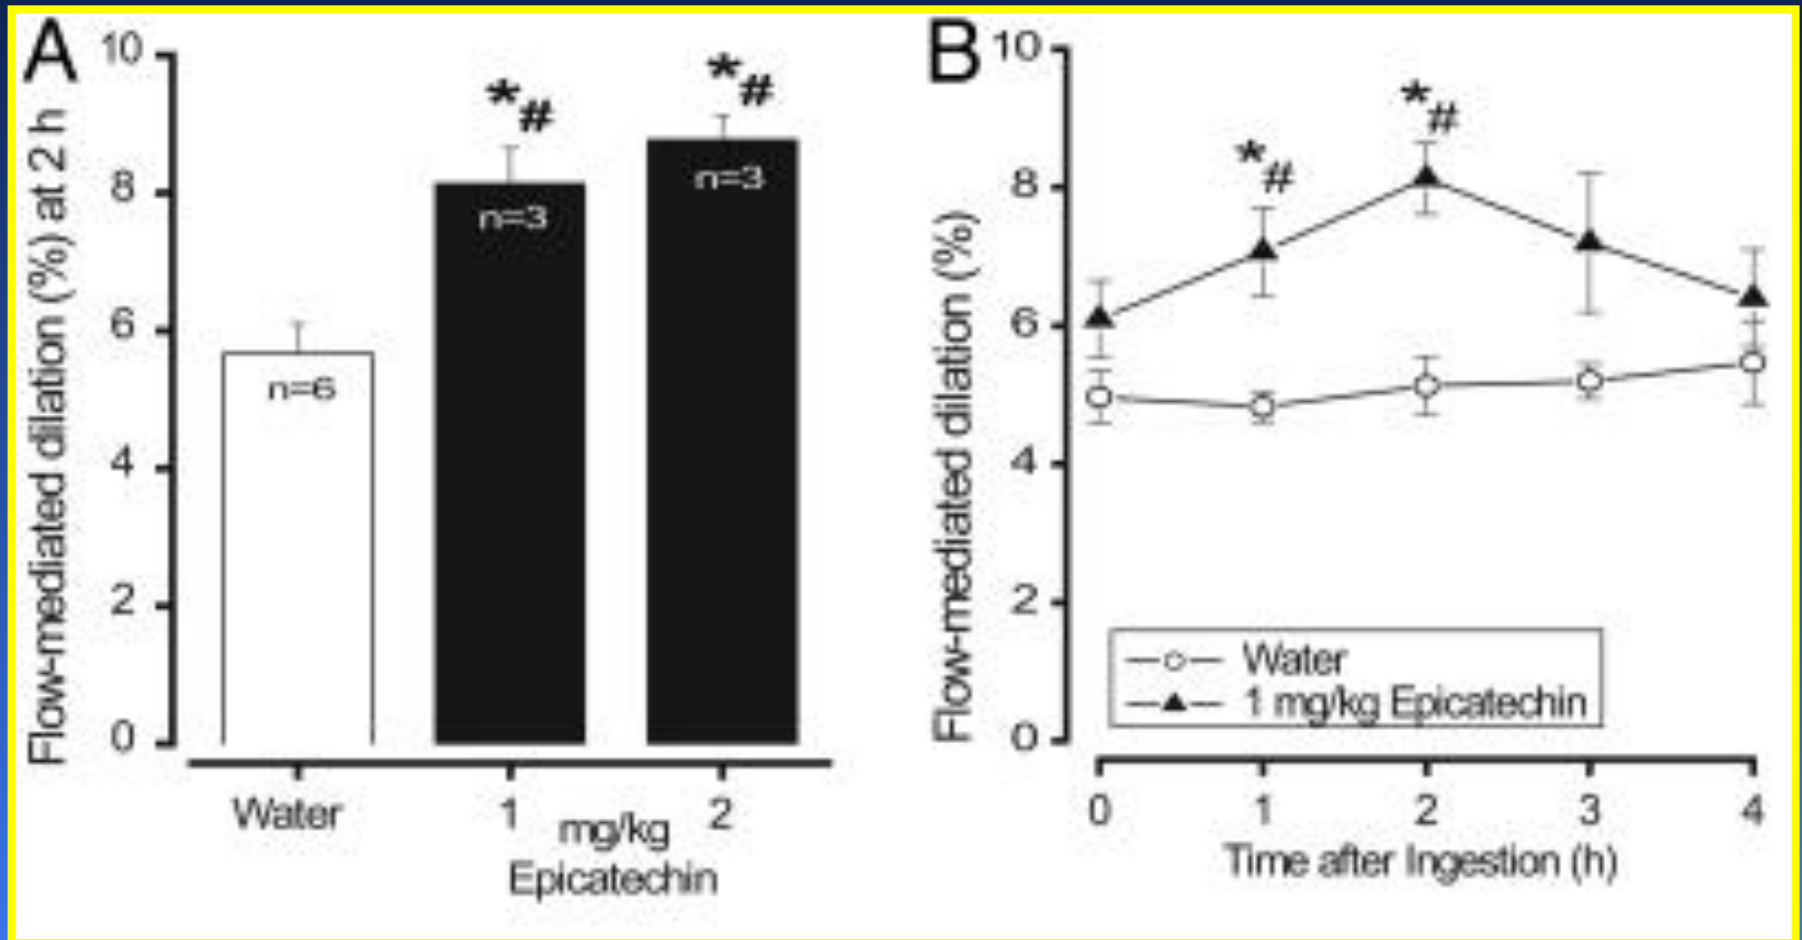 A
Flow-mediated dilation (%) at 2 h
10
8
6
4
2
0
*#
*#
n=6
n=3
n=3
Water
1
mg/kg
2
Epicatechin
B
Flow-mediated dilation (%)
10
8
6
4
2
0
*#
*#
Water
1 mg/kg Epicatechin
0 1 2 3 4
Time after Ingestion (h)